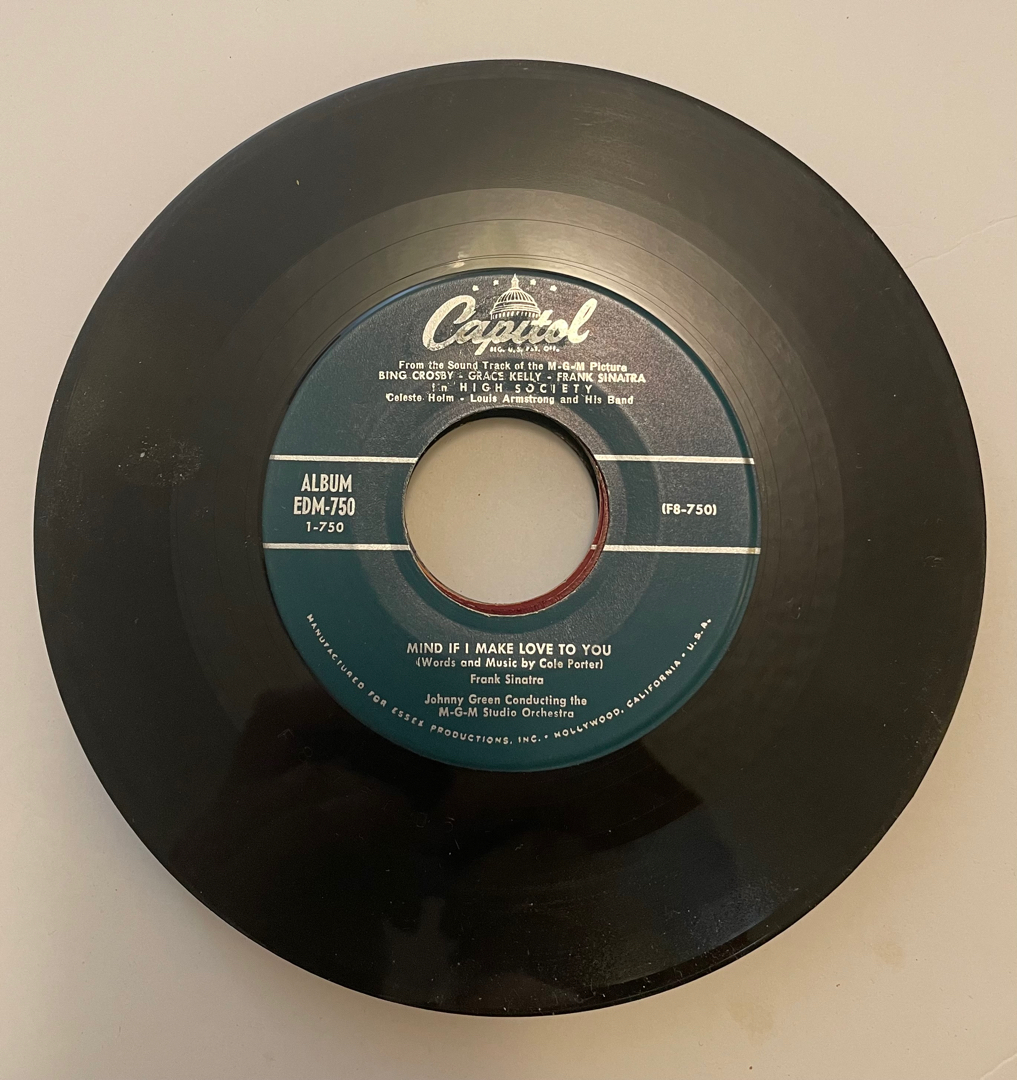 Capitol
REG. U.S. PAT. OFF.
From the Sound Track of the M-G-M Picture
BING CROSBY - GRACE KELLY - FRANK SINATRA
in HIGH SOCIETY
Celeste Holm - Louis Armstrong and His Band
ALBUM
EDM-750
1-750
(F8-750)
MIND IF I MAKE LOVE TO YOU
(Words and Music by Cole Porter)
Frank Sinatra
Johnny Green Conducting the
M-G-M Studio Orchestra
MANUFACTURED FOR ESSEX PRODUCTIONS, INC. • HOLLYWOOD, CALIFORNIA • U.S.A.